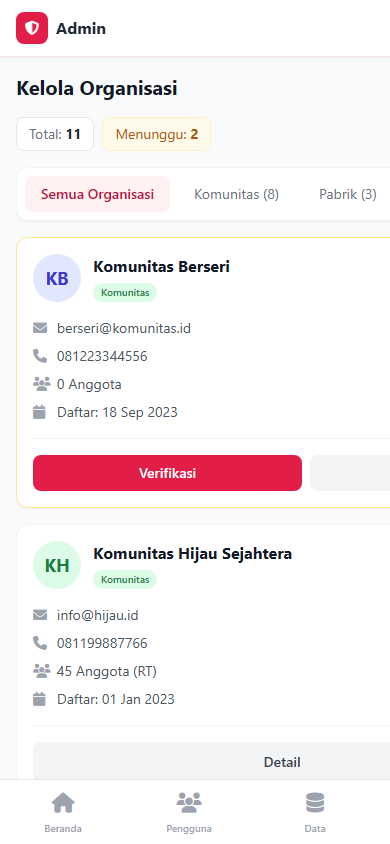 Admin
Kelola Organisasi
Total: 11
Menunggu: 2
Semua Organisasi
Komunitas (8)
Pabrik (3)
KB
Komunitas Berseri
Komunitas
berseri@komunitas.id
081223344556
0 Anggota
Daftar: 18 Sep 2023
Verifikasi
KH
Komunitas Hijau Sejahtera
Komunitas
info@hijau.id
081199887766
45 Anggota (RT)
Daftar: 01 Jan 2023
Detail
Beranda
Pengguna
Data